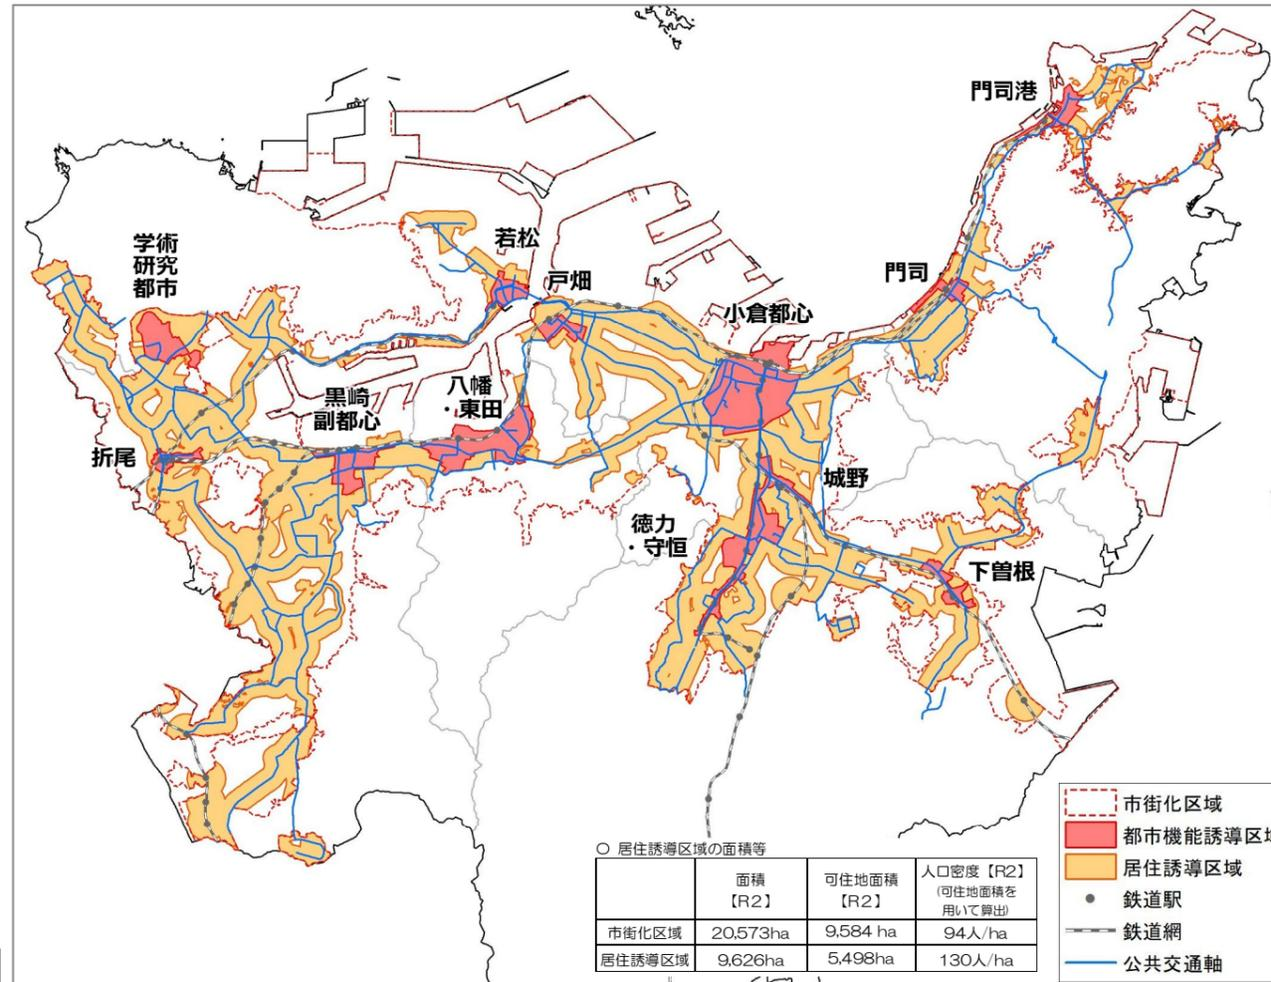 門司港
若松
学術
研究
都市
戸畑
門司
小倉都心
八幡
・東田
黒崎
副都心
折尾
城野
徳力
・守恒
下曽根
市街化区域
都市機能誘導区域
居住誘導区域
鉄道駅
鉄道網
公共交通軸
○ 居住誘導区域の面積等
面積
【R2】
可住地面積
【R2】
人口密度【R2】
(可住地面積を
用いて算出)
市街化区域 20,573ha 9,584 ha 94人/ha
居住誘導区域 9,626ha 5,498ha 130人/ha